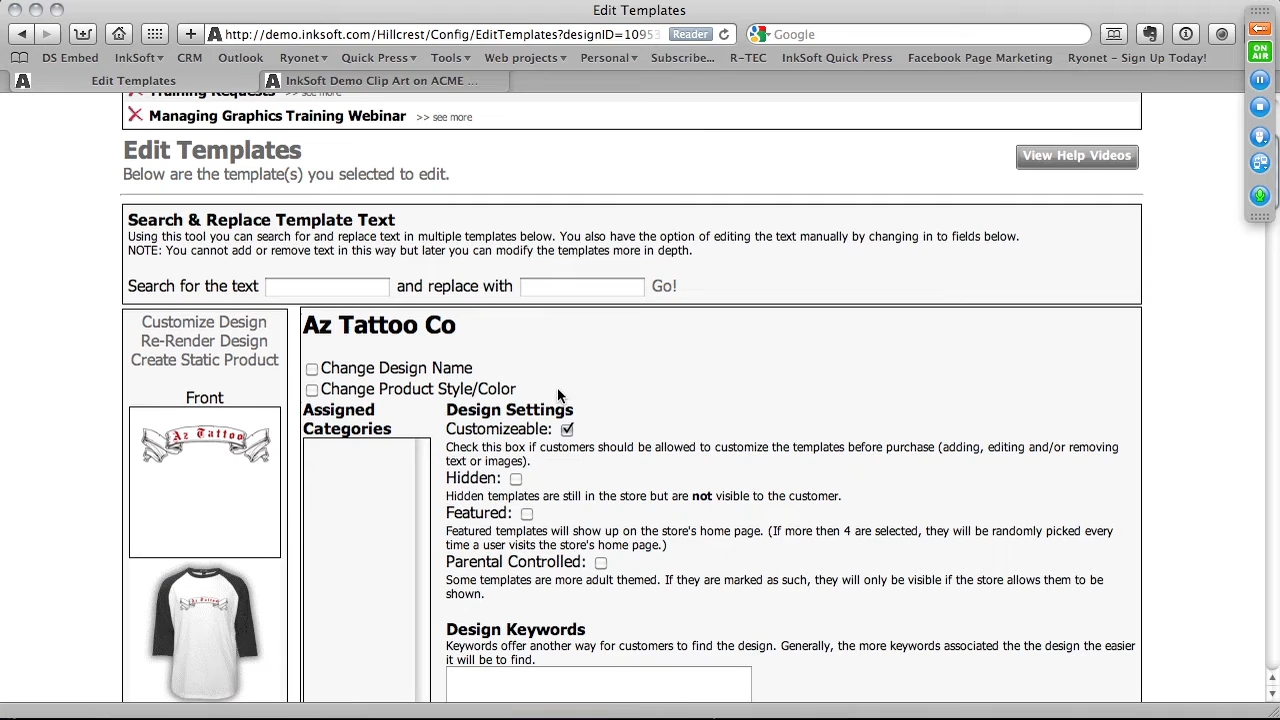 Edit Templates
http://demo.inksoft.com/Hillcrest/Config/EditTemplates?designID=10953
Reader
Google
DS Embed InkSoft▾ CRM Outlook Ryonet▾ Quick Press▾ Tools▾ Web projects Personal▾ Subscribe... R-TEC InkSoft Quick Press Facebook Page Marketing Ryonet - Sign Up Today!
Edit Templates
InkSoft Demo Clip Art on ACME ...
ON AIR
Training Requests >> see more
Managing Graphics Training Webinar >> see more
Edit Templates
View Help Videos
Below are the template(s) you selected to edit.
Search & Replace Template Text
Using this tool you can search for and replace text in multiple templates below. You also have the option of editing the text manually by changing in to fields below.
NOTE: You cannot add or remove text in this way but later you can modify the templates more in depth.
Search for the text and replace with Go!
Customize Design
Re-Render Design
Create Static Product
Front
Az Tattoo
Az Tattoo
Az Tattoo Co
Change Design Name
Change Product Style/Color
Assigned
Categories
Design Settings
Customizeable:
Check this box if customers should be allowed to customize the templates before purchase (adding, editing and/or removing
text or images).
Hidden:
Hidden templates are still in the store but are not visible to the customer.
Featured:
Featured templates will show up on the store's home page. (If more then 4 are selected, they will be randomly picked every
time a user visits the store's home page.)
Parental Controlled:
Some templates are more adult themed. If they are marked as such, they will only be visible if the store allows them to be
shown.
Design Keywords
Keywords offer another way for customers to find the design. Generally, the more keywords associated the the design the easier
it will be to find.